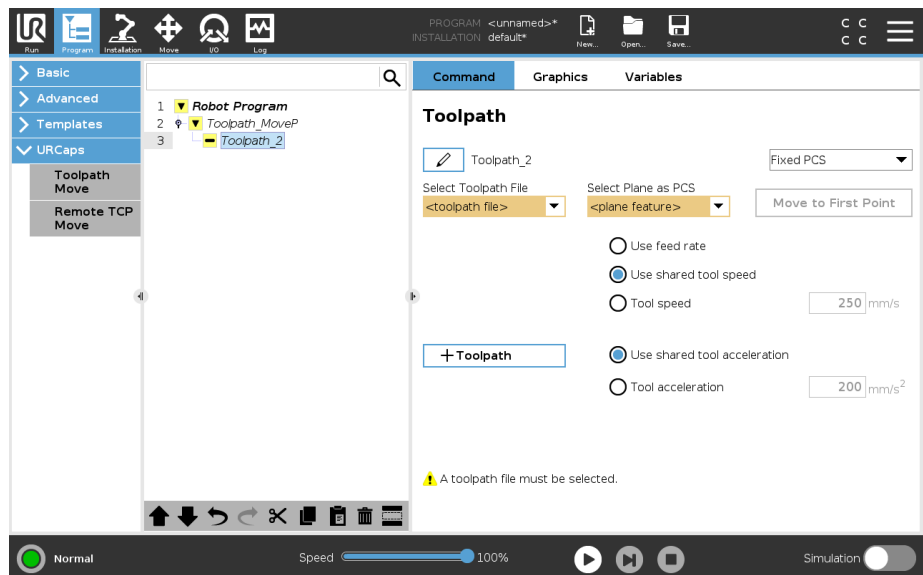 PROGRAM <unnamed>*
INSTALLATION default*
UR
Run
Program
Installation
Move
I/O
Log
New...
Open...
Save...
C C
C C
Basic
Advanced
Templates
URCaps
Toolpath
Move
Remote TCP
Move
1 Robot Program
2 Toolpath_MoveP
3 Toolpath_2
Command Graphics Variables
Toolpath
Toolpath_2
Fixed PCS
Select Toolpath File
<toolpath file>
Select Plane as PCS
<plane feature>
Move to First Point
Use feed rate
Use shared tool speed
Tool speed 250 mm/s
+Toolpath
Use shared tool acceleration
Tool acceleration 200 mm/s²
A toolpath file must be selected.
Normal
Speed 100%
Simulation